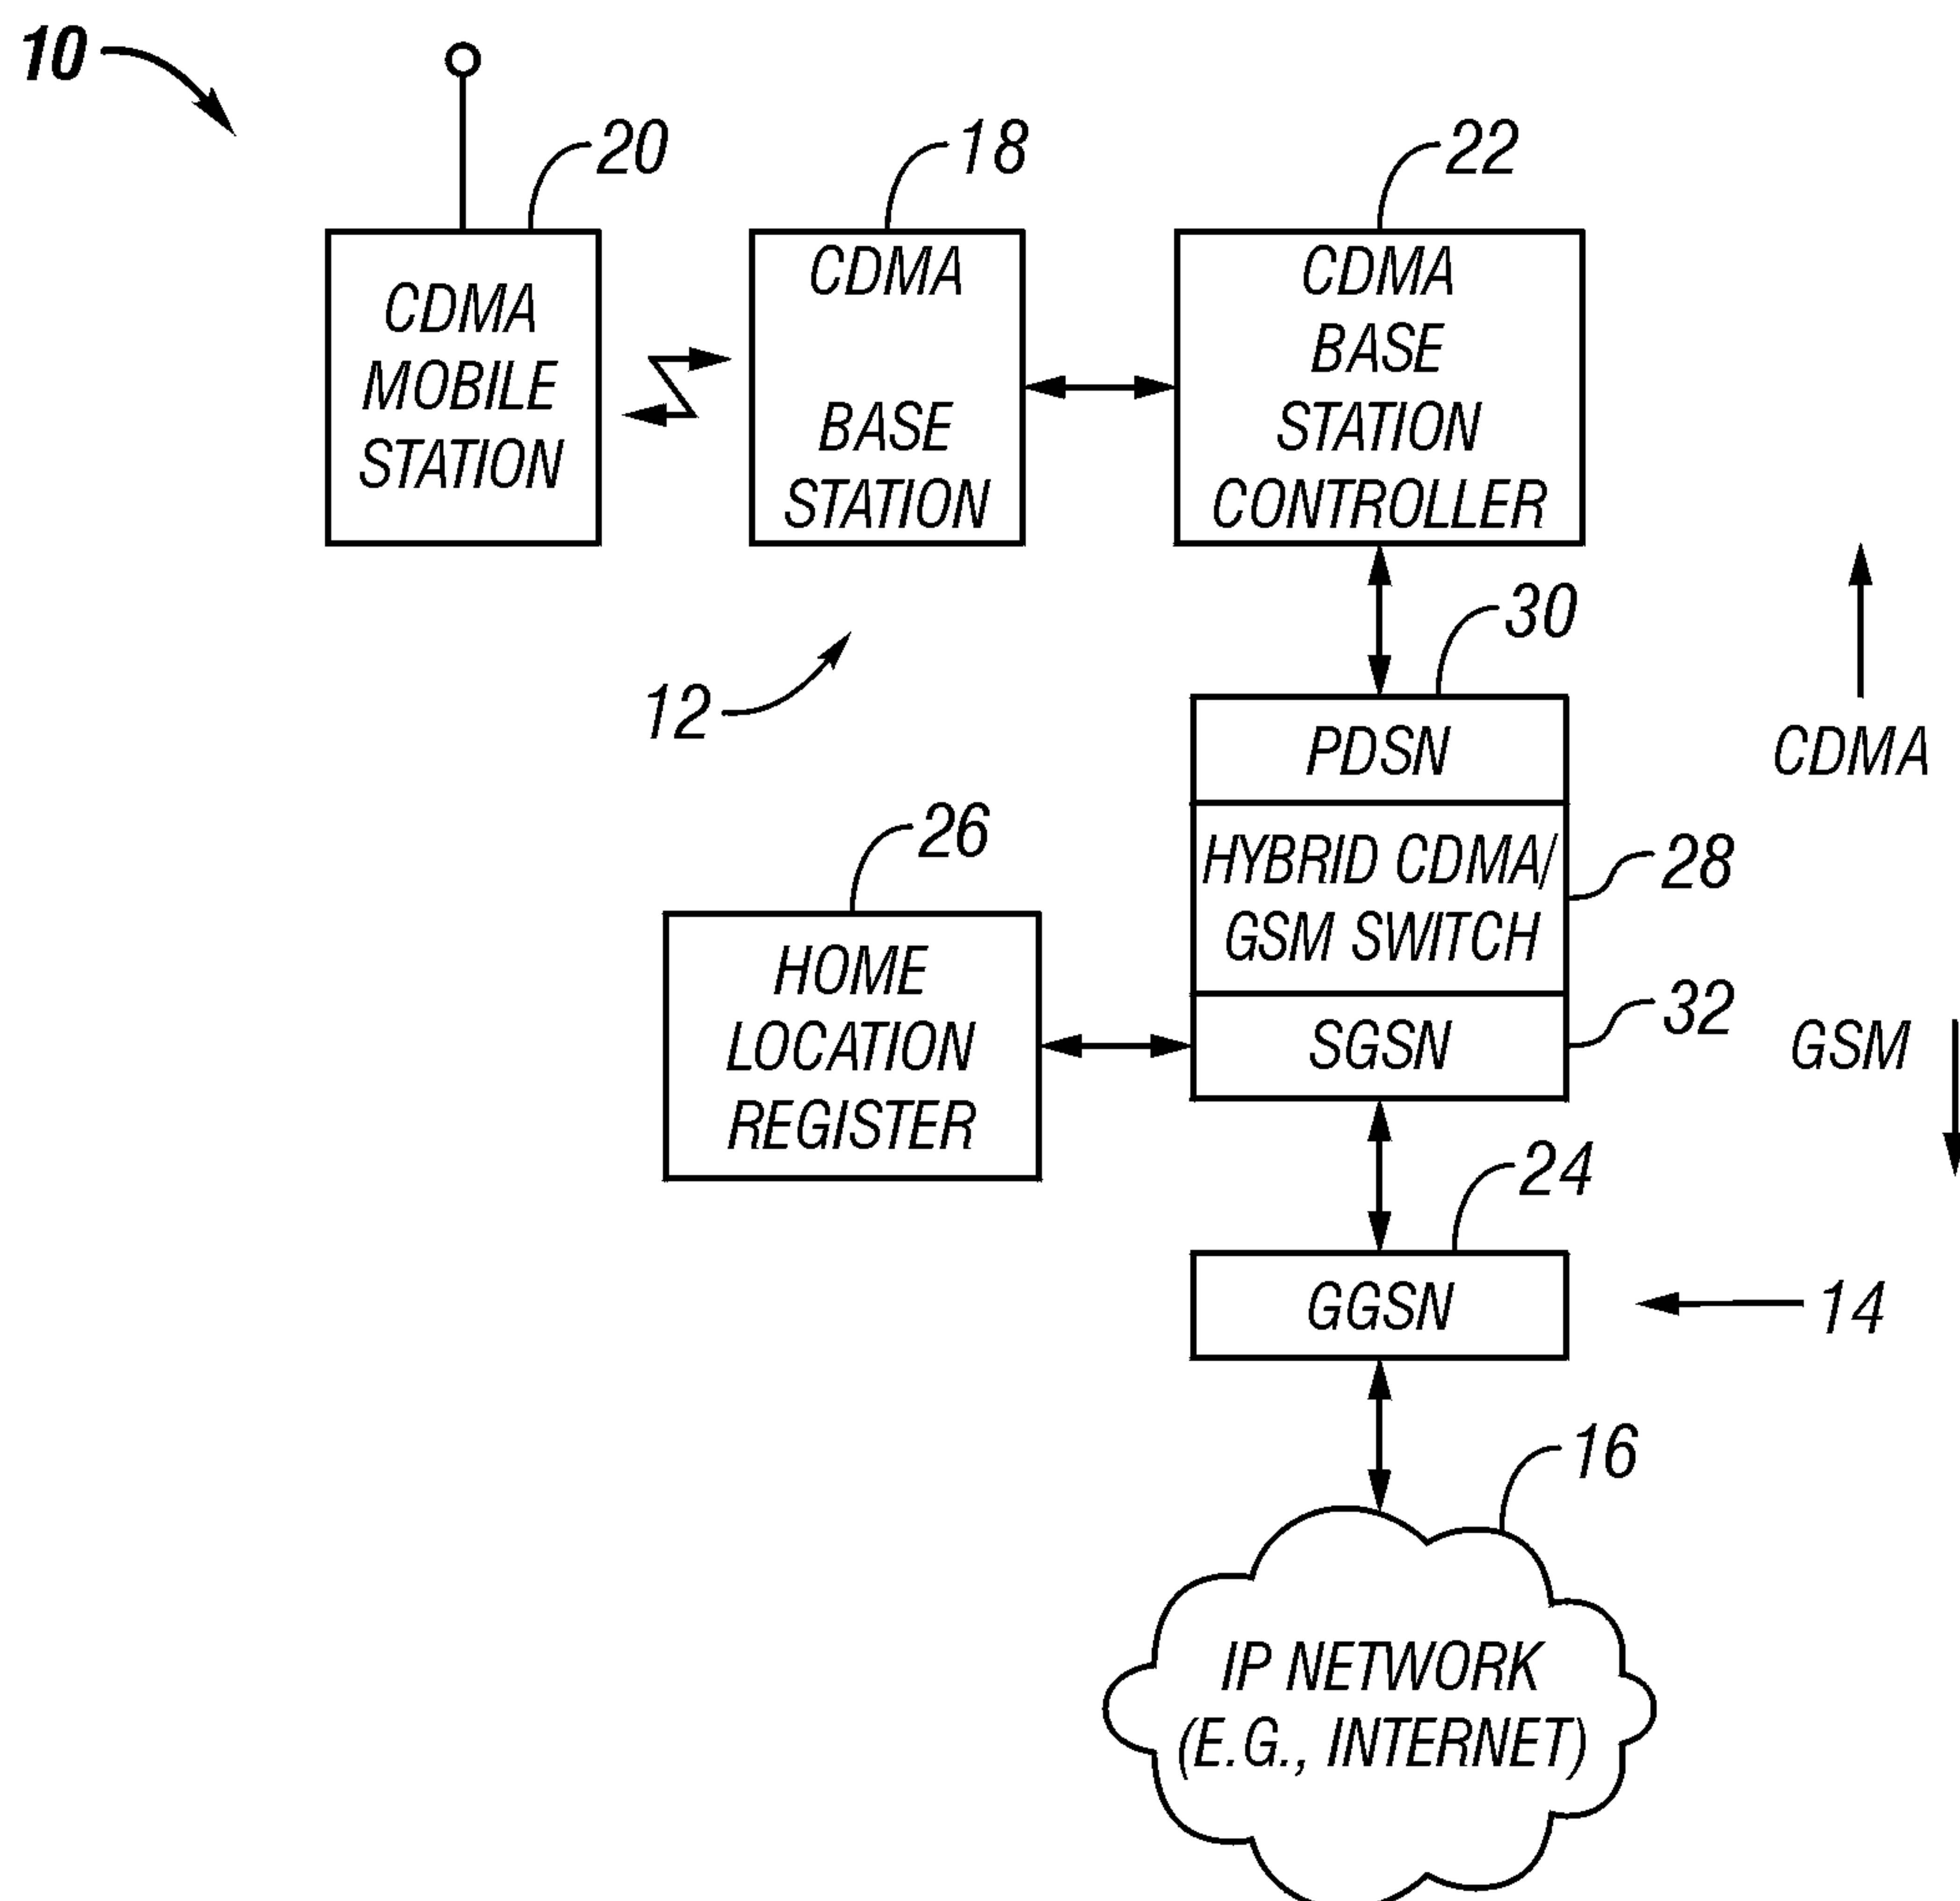 10
20
18
22
CDMA
MOBILE
STATION
CDMA
BASE
STATION
CDMA
BASE
STATION
CONTROLLER
12
30
PDSN
CDMA
26
HYBRID CDMA/
GSM SWITCH
28
HOME
LOCATION
REGISTER
SGSN
32
GSM
24
GGSN
14
16
IP NETWORK
(E.G., INTERNET)